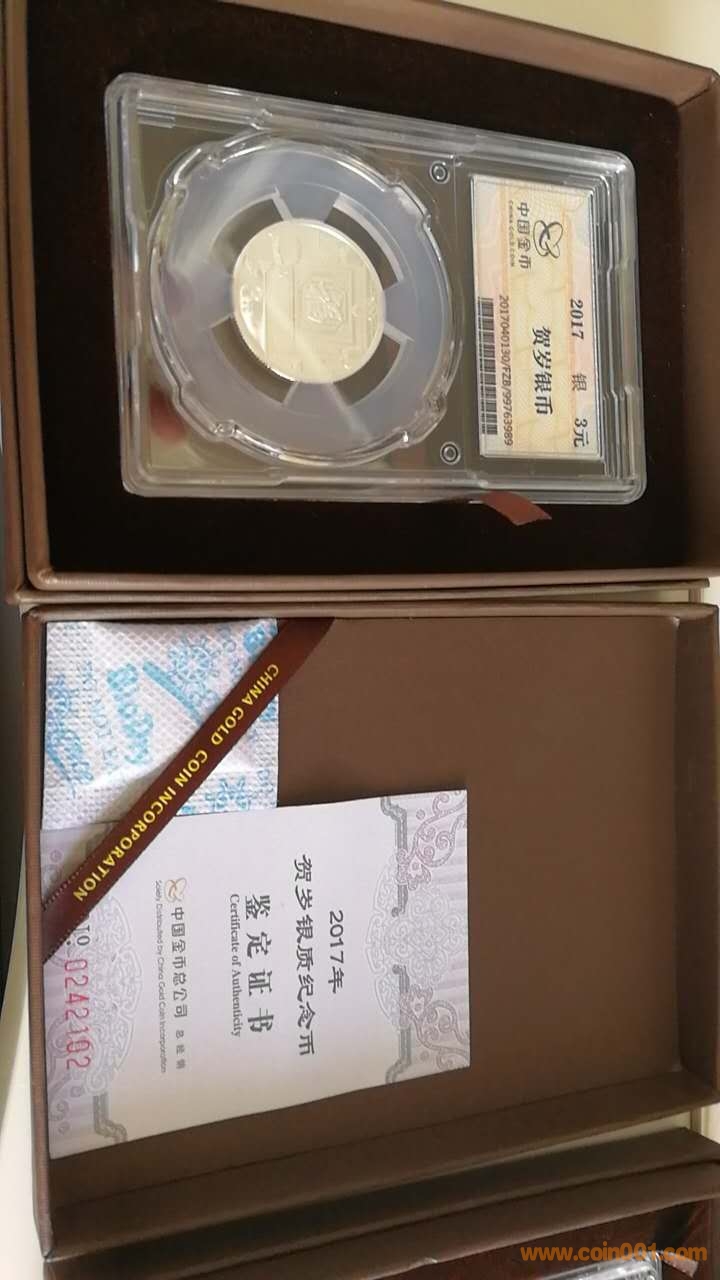 中国金币
CHINA GOLD COIN
2017 银 3元
贺岁银币
2017040130/FZB/99763989
CHINA GOLD COIN INCORPORATION
2017年
贺岁银质纪念币
鉴定证书
Certificate of Authenticity
中国金币总公司 总经销
Solely Distributed by China Gold Coin Incorporation
0242102
www.coin001.com